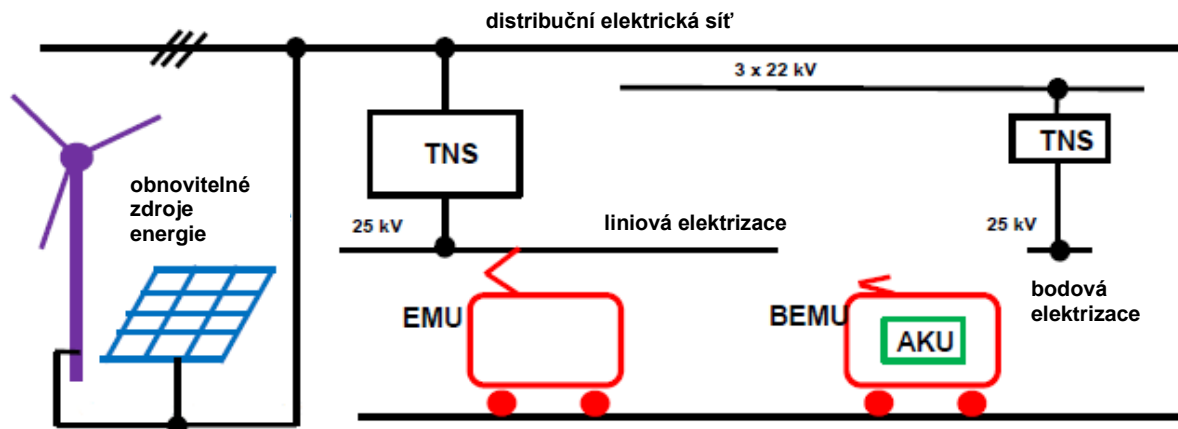 distribuční elektrická síť
3 x 22 kV
TNS
TNS
obnovitelné
zdroje
energie
25 kV
liniová elektrizace
25 kV
bodová
elektrizace
EMU
BEMU
AKU